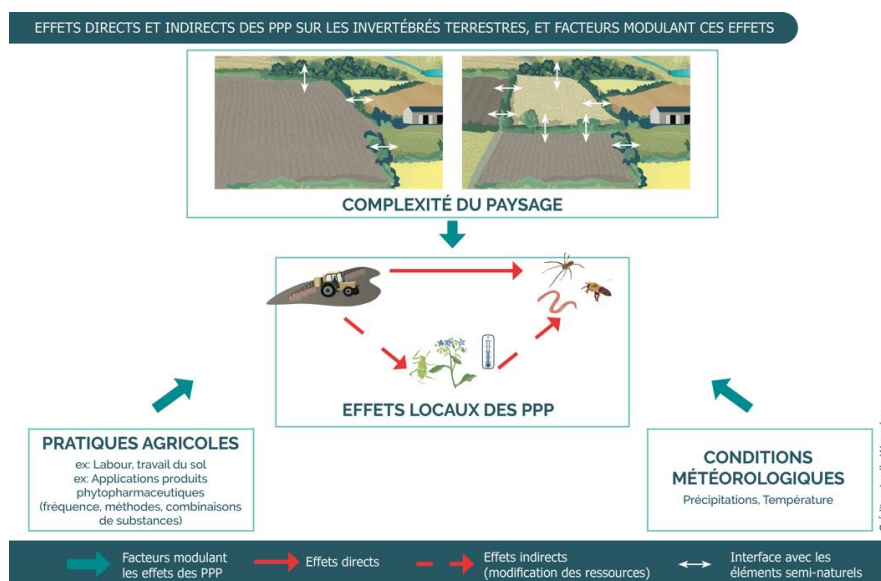 EFFETS DIRECTS ET INDIRECTS DES PPP SUR LES INVERTÉBRÉS TERRESTRES, ET FACTEURS MODULANT CES EFFETS
COMPLEXITÉ DU PAYSAGE
EFFETS LOCAUX DES PPP
PRATIQUES AGRICOLES
ex: Labour, travail du sol
ex: Applications produits
phytopharmaceutiques
(fréquence, méthodes, combinaisons
de substances)
CONDITIONS
MÉTÉOROLOGIQUES
Précipitations, Température
Facteurs modulant
les effets des PPP
Effets directs
Effets indirects
(modification des ressources)
Interface avec les
éléments semi-naturels